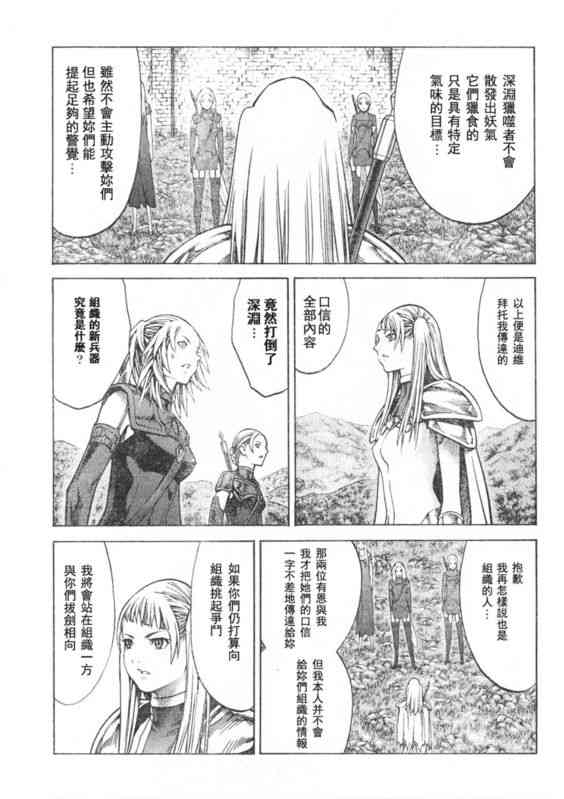 深淵獵噬者不會
散發出妖氣
它們獵食的
只是具有特定
氣味的目標…
雖然不會主動攻擊妳們
但也希望妳們能
提起足夠的警覺…
以上便是迪維
拜托我傳達的
口信的
全部內容
竟然打倒了
深淵…
組織的新兵器
究竟是什麼？
抱歉
我再怎樣說也是
組織的人…
那兩位有恩與我
我才把她們的口信
一字不差地傳達給妳
但我本人并不會
給妳們組織的情報
如果你們仍打算向
組織挑起爭鬥
我將會站在組織一方
與你們拔劍相向